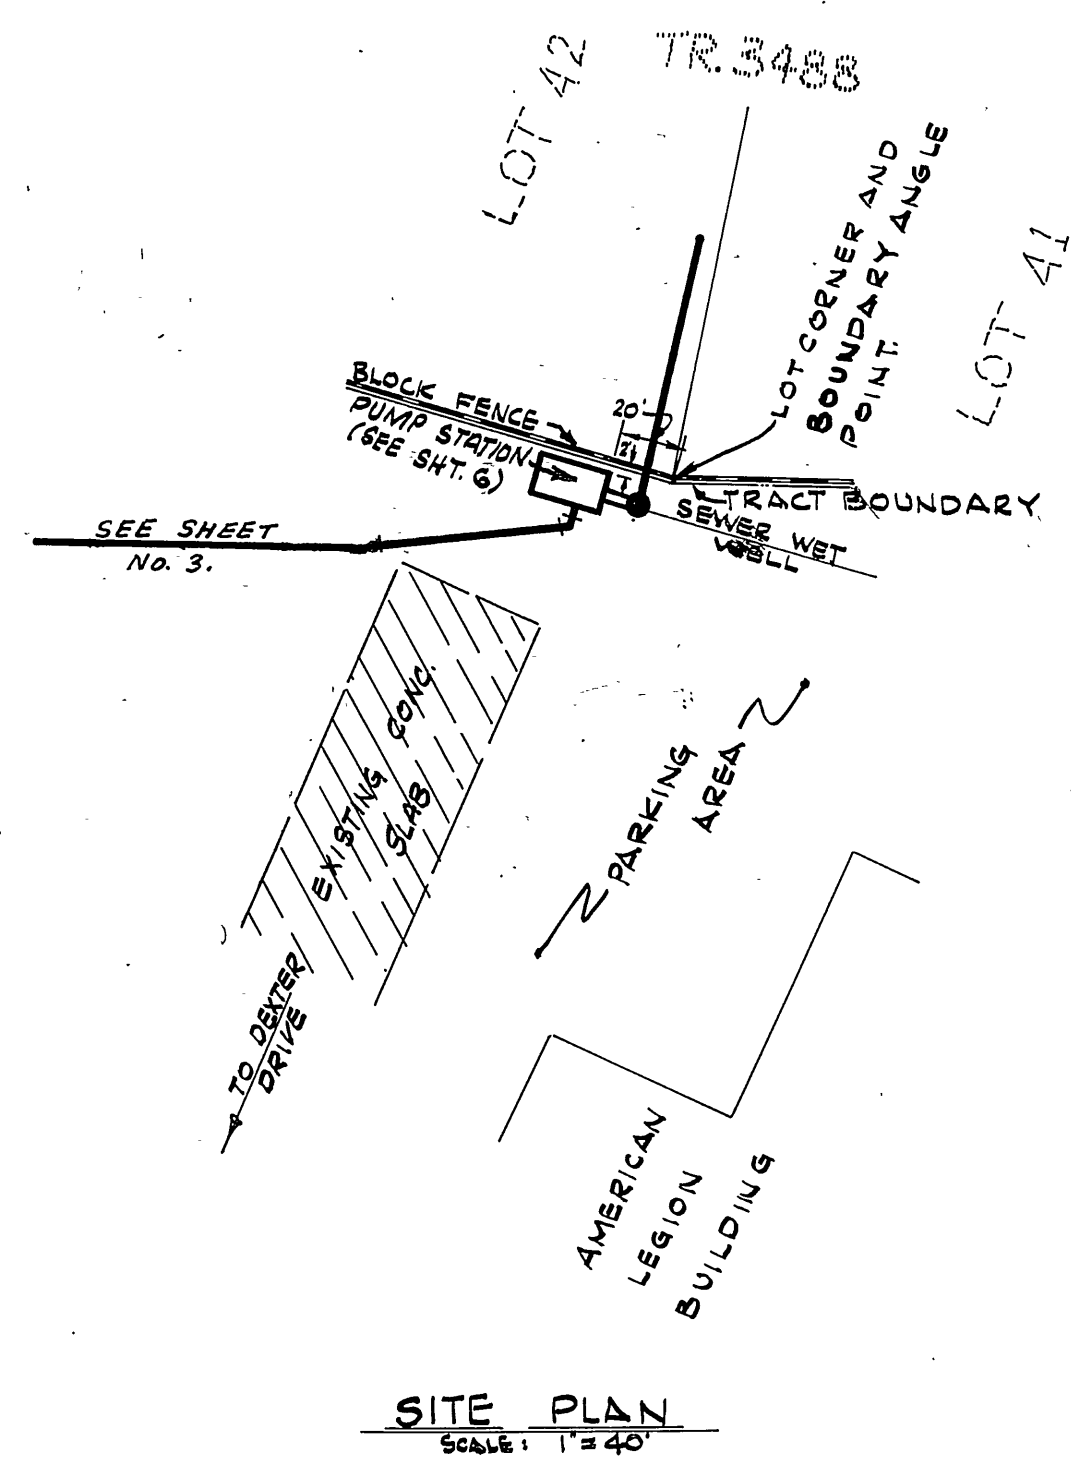 LOT 42
TR. 3488
LOT CORNER AND
BOUNDARY ANGLE
POINT.
LOT 41
BLOCK FENCE
PUMP STATION
(SEE SHT. 6)
20'
TRACT BOUNDARY
SEWER WET
WELL
SEE SHEET
No. 3.
EXISTING CONC.
SLAB
PARKING
AREA
TO DEXTER
DRIVE
AMERICAN
LEGION
BUILDING
SITE PLAN
SCALE: 1"=40'